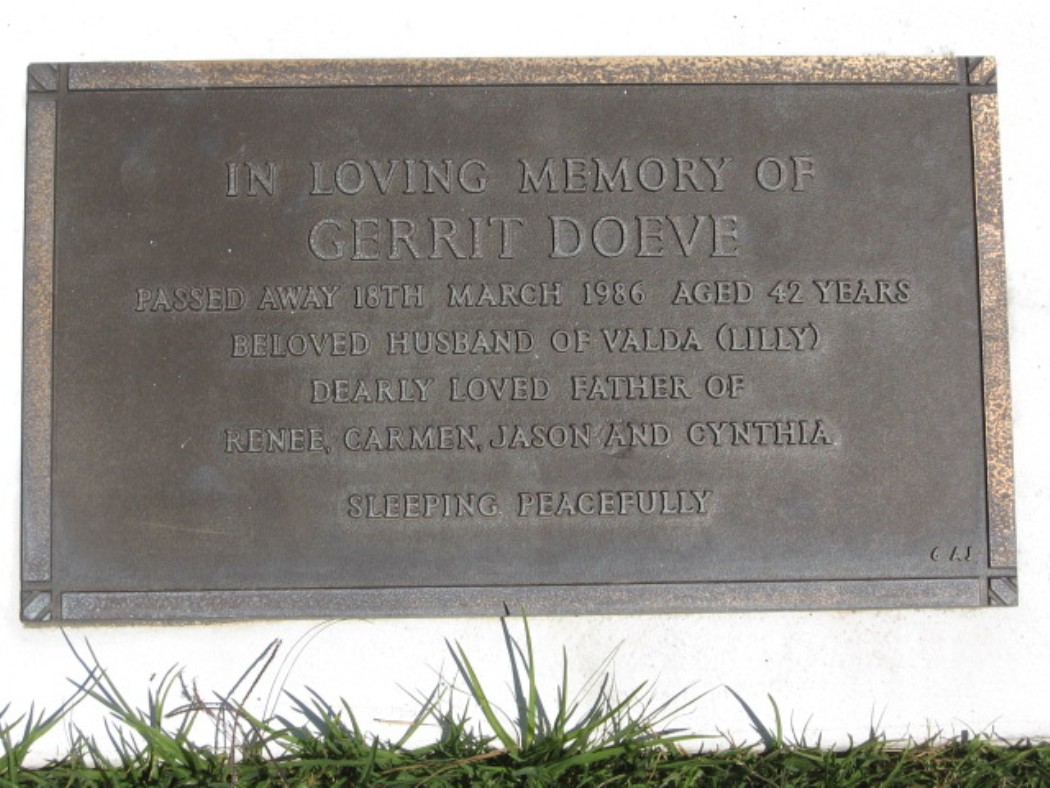 IN LOVING MEMORY OF
GERRIT DOEVE
PASSED AWAY 18TH MARCH 1986 AGED 42 YEARS
BELOVED HUSBAND OF VALDA (LILLY)
DEARLY LOVED FATHER OF
RENEE, CARMEN, JASON AND CYNTHIA
SLEEPING PEACEFULLY